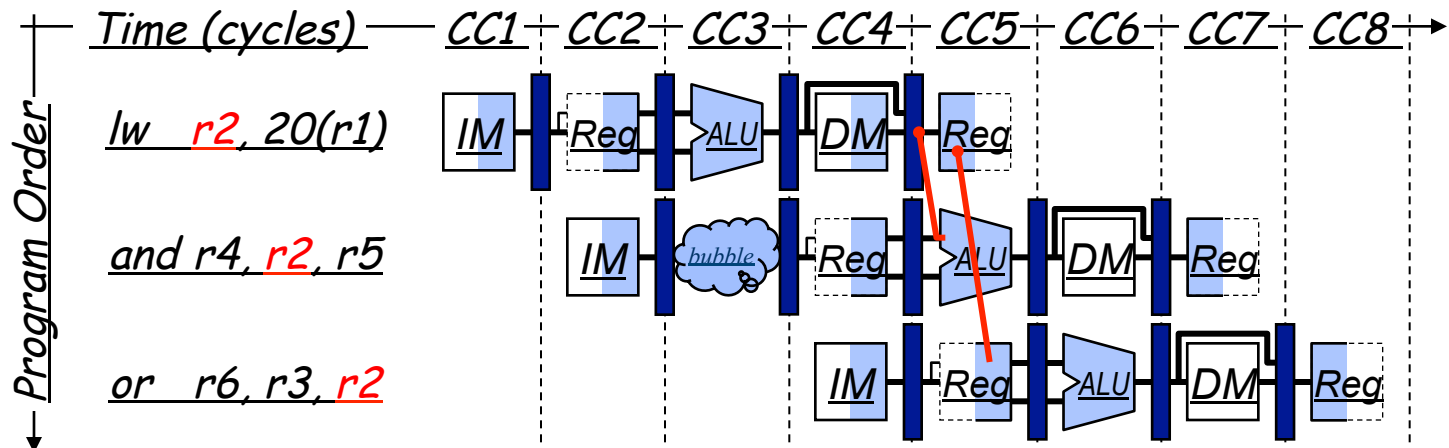 Time (cycles) CC1 CC2 CC3 CC4 CC5 CC6 CC7 CC8
Program Order
lw r2, 20(r1) IM Reg ALU DM Reg
and r4, r2, r5 IM bubble Reg ALU DM Reg
or r6, r3, r2 IM Reg ALU DM Reg